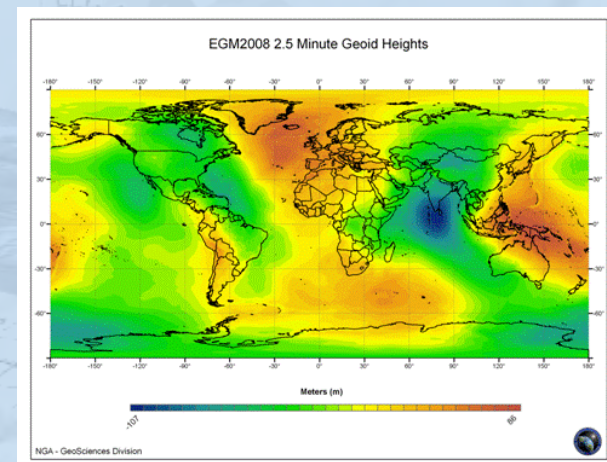 EGM2008 2.5 Minute Geoid Heights
-180° -150° -120° -90° -60° -30° 0° 30° 60° 90° 120° 150° 180°
60° 60°
30° 30°
0° 0°
-30° -30°
-60° -60°
-180° -150° -120° -90° -60° -30° 0° 30° 60° 90° 120° 150° 180°
Meters (m)
-107 86
NGA - GeoSciences Division